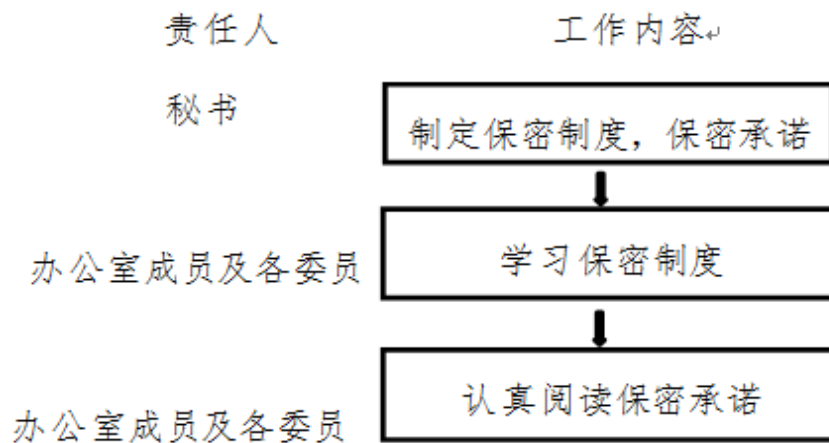 责任人 工作内容
秘书
制定保密制度，保密承诺
办公室成员及各委员
学习保密制度
办公室成员及各委员
认真阅读保密承诺